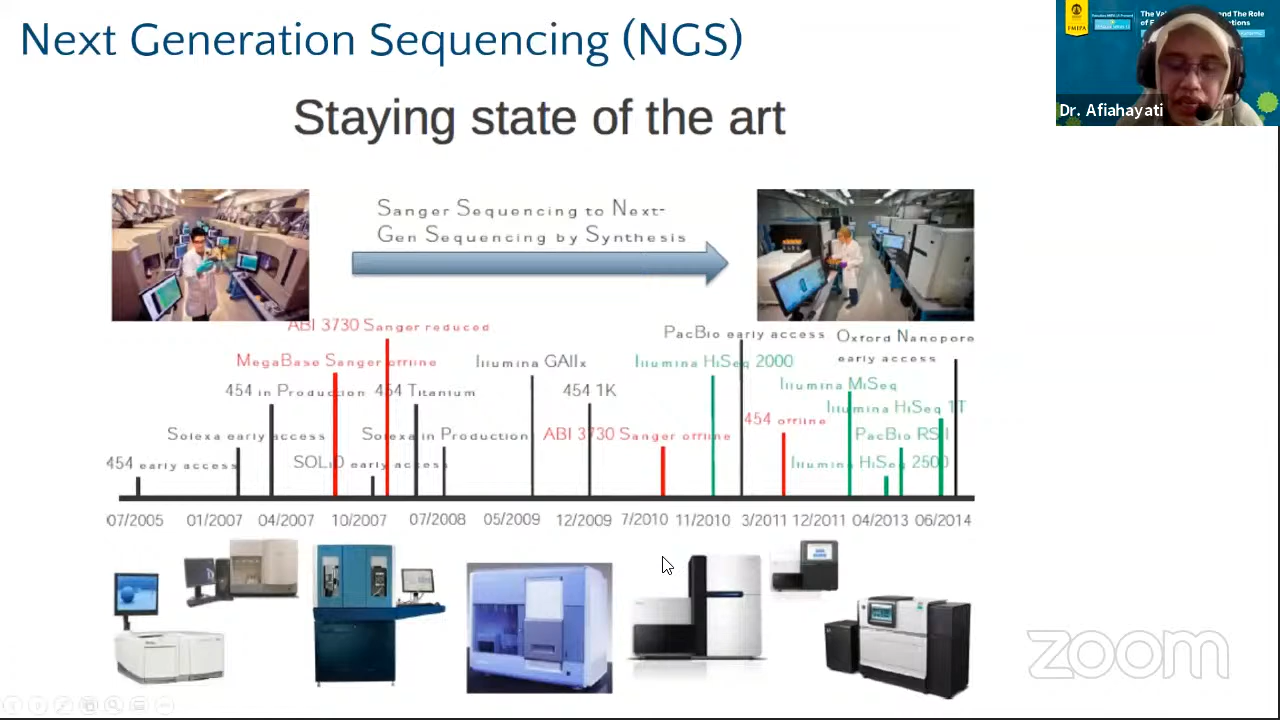 Next Generation Sequencing (NGS)
Staying state of the art
Sanger Sequencing to Next-
Gen Sequencing by Synthesis
ABI 3730 Sanger reduced
PacBio early access
Oxford Nanopore
early access
MegaBase Sanger offline
Illumina GAIIx
Illumina HiSeq 2000
Illumina MiSeq
454 in Production
454 Titanium
454 1K
Illumina HiSeq 1T
454 offline
Solexa early access
Solexa in Production
ABI 3730 Sanger offline
PacBio RS II
454 early access
SOLiD early access
Illumina HiSeq 2500
07/2005 01/2007 04/2007 10/2007 07/2008 05/2009 12/2009 7/2010 11/2010 3/2011 12/2011 04/2013 06/2014
Dr. Afiahayati
zoom